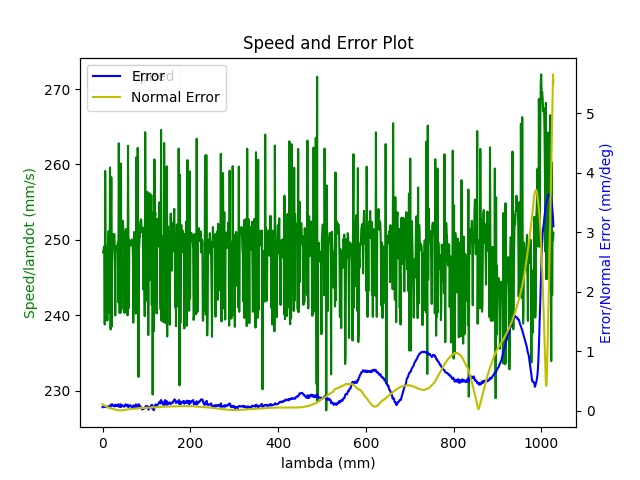 Speed and Error Plot
Error
Normal Error
270
260
250
240
230
5
4
3
2
1
0
0 200 400 600 800 1000
lambda (mm)
Speed/lamdot (mm/s)
Error/Normal Error (mm/deg)